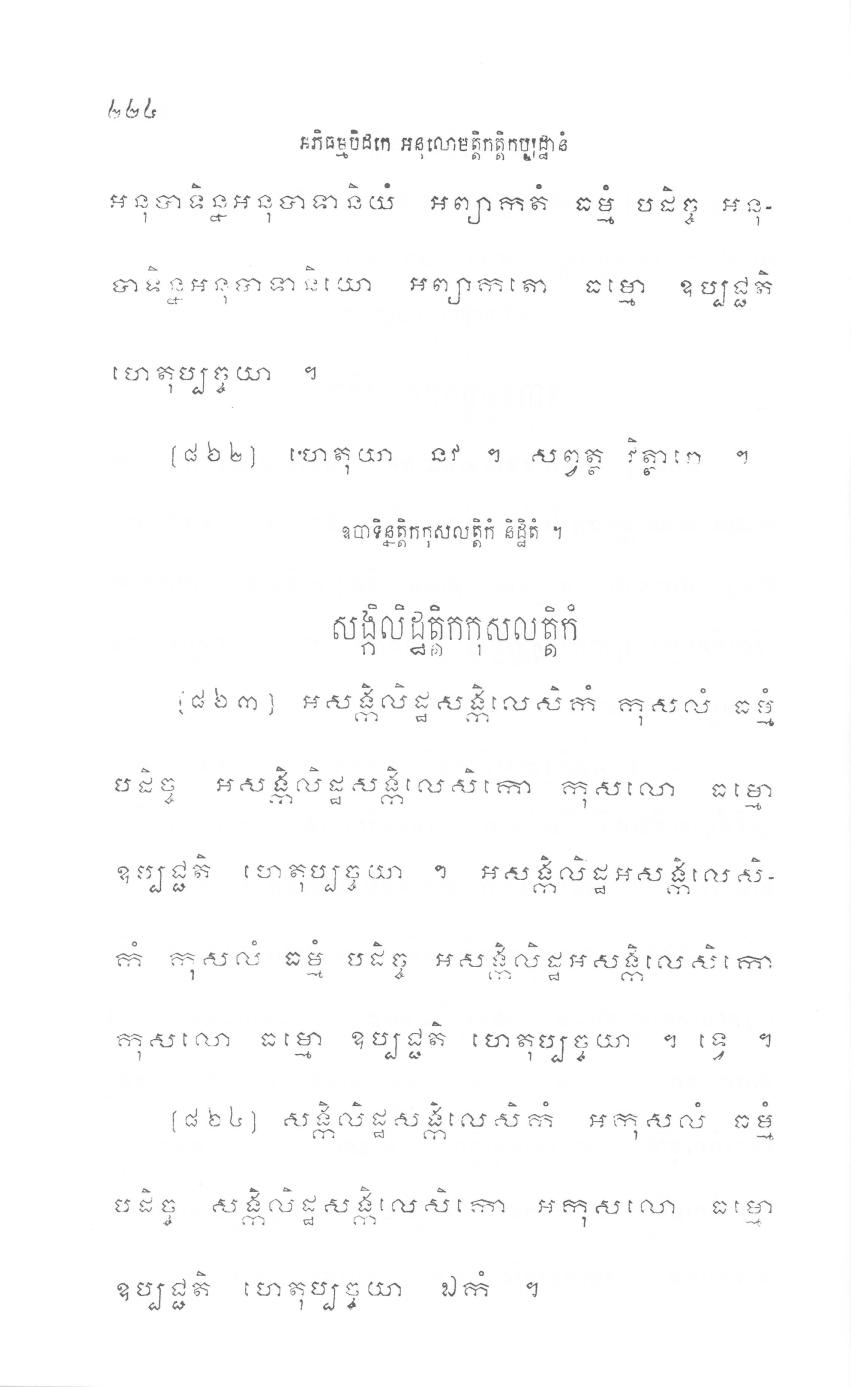 ២២៤
អភិធម្មបិដកេ អនុលោមត្តិកត្តិកប្បដ្ឋានំ
អនុបាទិន្នអនុបាទានិយំ អព្យាកតំ ធម្មំ បដិច្ច អនុ-
បាទិន្នអនុបាទានិយោ អព្យាកតោ ធម្មោ ឧប្បជ្ជតិ
ហេតុប្បច្ចយា ។
[៨៦២] ហេតុយា នវ ។ សព្វត្ថ វិត្ថារោ ។
ឧបាទិន្នត្តិកកុសលត្តិកំ និដ្ឋិតំ ។
សង្កិលិដ្ឋត្តិកកុសលត្តិកំ
[៨៦៣] អសង្កិលិដ្ឋសង្កិលេសិកំ កុសលំ ធម្មំ
បដិច្ច អសង្កិលិដ្ឋសង្កិលេសិកោ កុសលោ ធម្មោ
ឧប្បជ្ជតិ ហេតុប្បច្ចយា ។ អសង្កិលិដ្ឋអសង្កិលេសិ-
កំ កុសលំ ធម្មំ បដិច្ច អសង្កិលិដ្ឋអសង្កិលេសិកោ
កុសលោ ធម្មោ ឧប្បជ្ជតិ ហេតុប្បច្ចយា ។ ទ្វេ ។
[៨៦៤] សង្កិលិដ្ឋសង្កិលេសិកំ អកុសលំ ធម្មំ
បដិច្ច សង្កិលិដ្ឋសង្កិលេសិកោ អកុសលោ ធម្មោ
ឧប្បជ្ជតិ ហេតុប្បច្ចយា ឯកំ ។